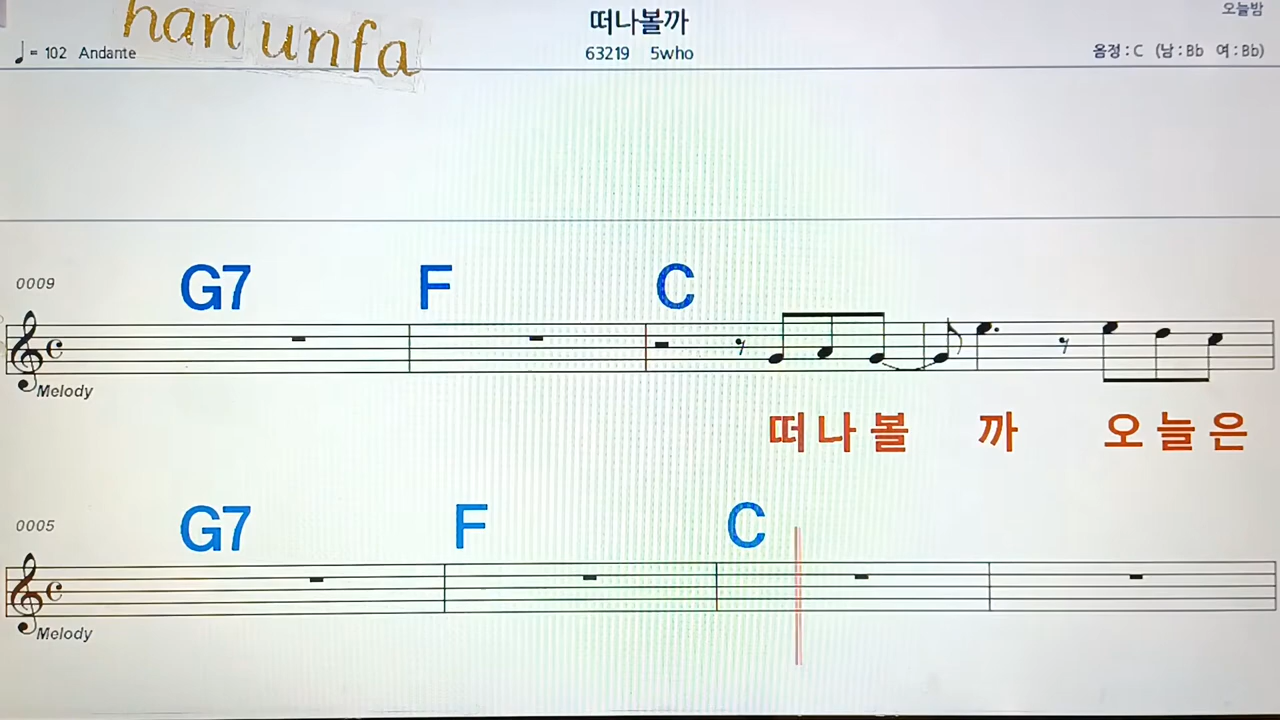 han unfa
떠나볼까
오늘밤
♩= 102 Andante
63219 5who
음정 : C (남 : Bb 여 : Bb)
0009
G7 F C
Melody
떠나볼 까 오늘은
0005
G7 F C
Melody